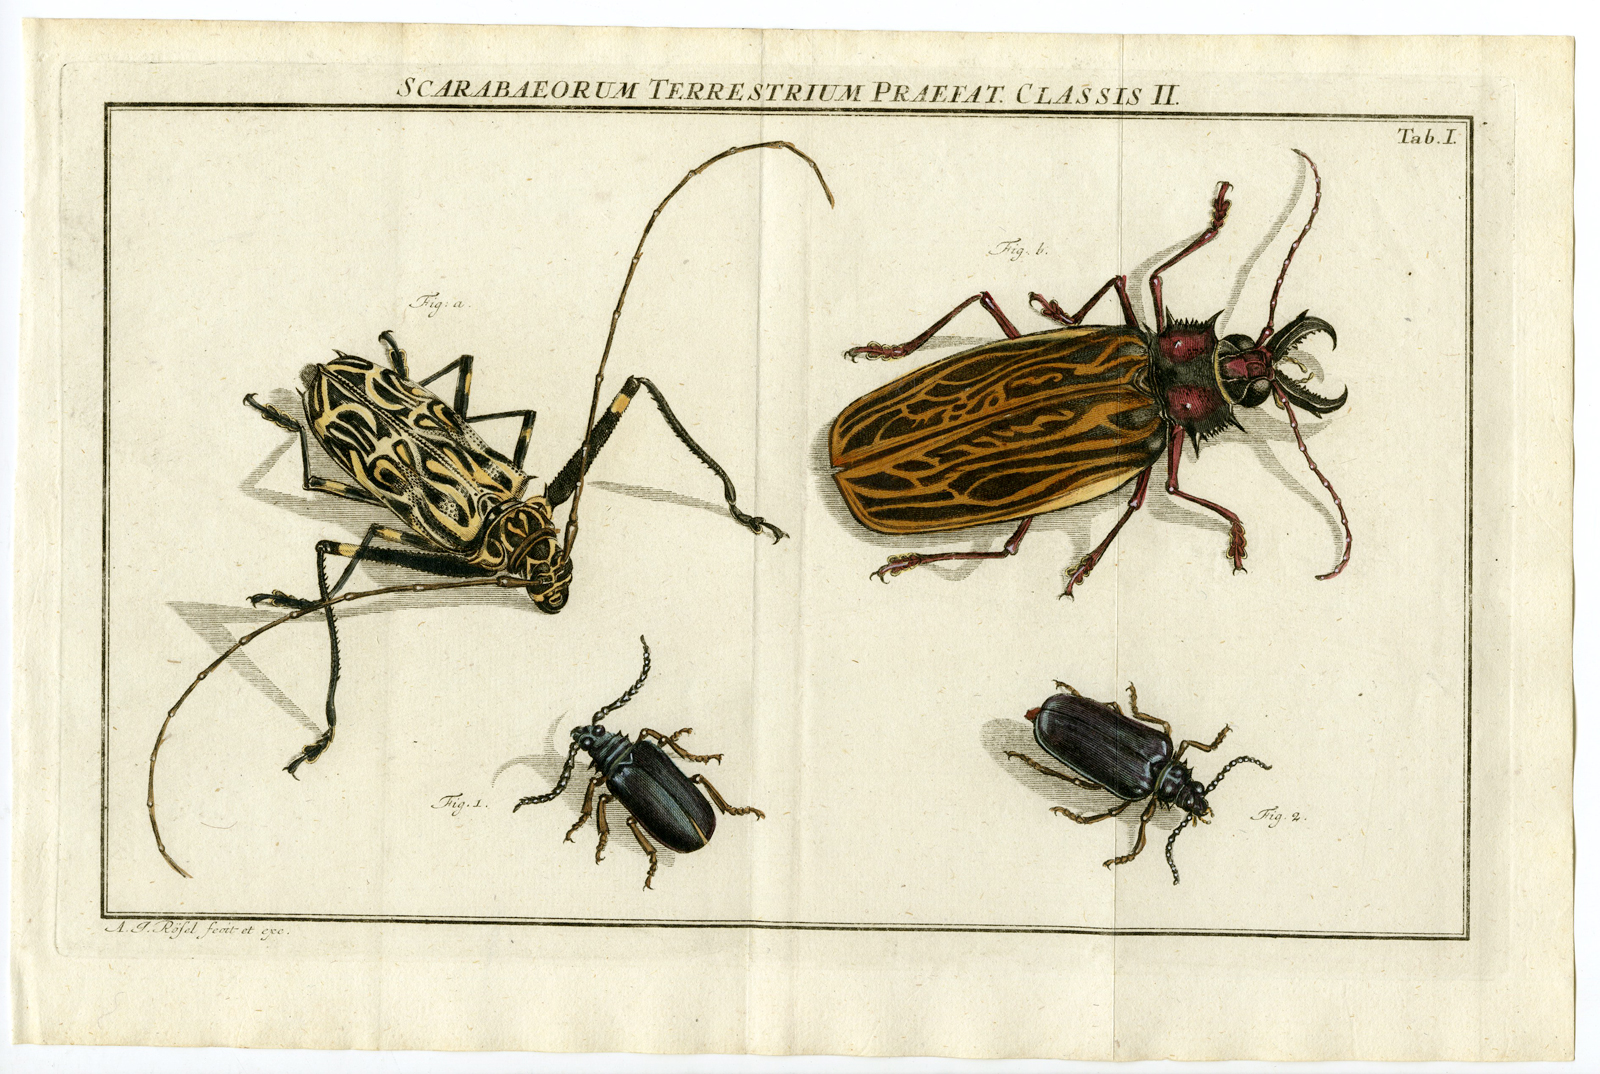 SCARABAEORUM TERRESTRIUM PRAEFAT. CLASSIS II.
Tab. I.
Fig. b.
Fig: a.
Fig. 1.
Fig. 2.
A. J. Rösel fecit et exc.